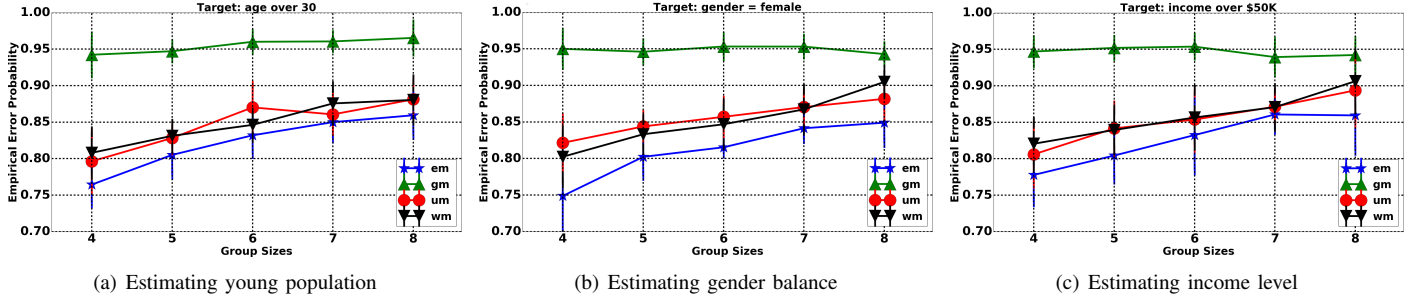 Target: age over 30
Empirical Error Probability
1.00
0.95
0.90
0.85
0.80
0.75
0.70
4 5 6 7 8
Group Sizes
em
gm
um
wm
(a) Estimating young population
Target: gender = female
Empirical Error Probability
1.00
0.95
0.90
0.85
0.80
0.75
0.70
4 5 6 7 8
Group Sizes
em
gm
um
wm
(b) Estimating gender balance
Target: income over $50K
Empirical Error Probability
1.00
0.95
0.90
0.85
0.80
0.75
0.70
4 5 6 7 8
Group Sizes
em
gm
um
wm
(c) Estimating income level